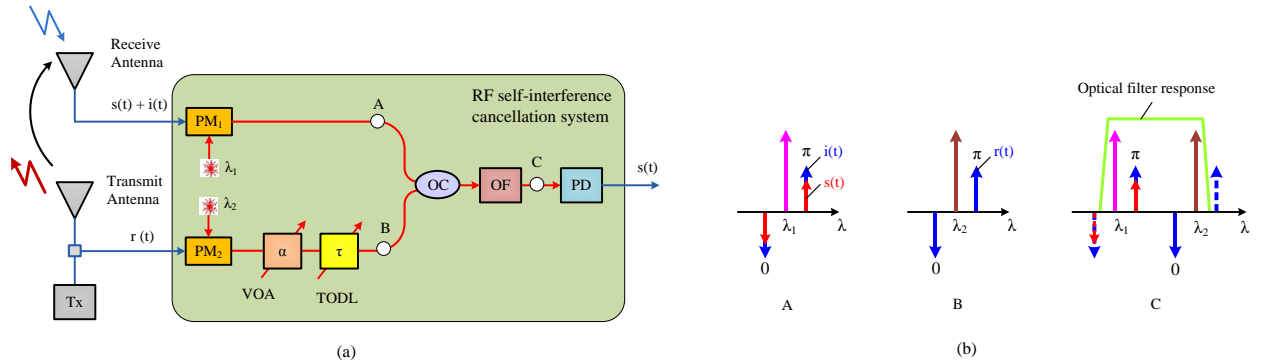 Receive
Antenna
s(t) + i(t)
PM1
λ1
A
RF self-interference
cancellation system
OC
OF
C
PD
s(t)
Transmit
Antenna
λ2
r (t)
PM2
α
τ
B
VOA
TODL
Tx
(a)
π
i(t)
s(t)
λ1
λ
0
A
π
r(t)
λ2
λ
0
B
Optical filter response
π
λ1
λ2
λ
0
C
(b)